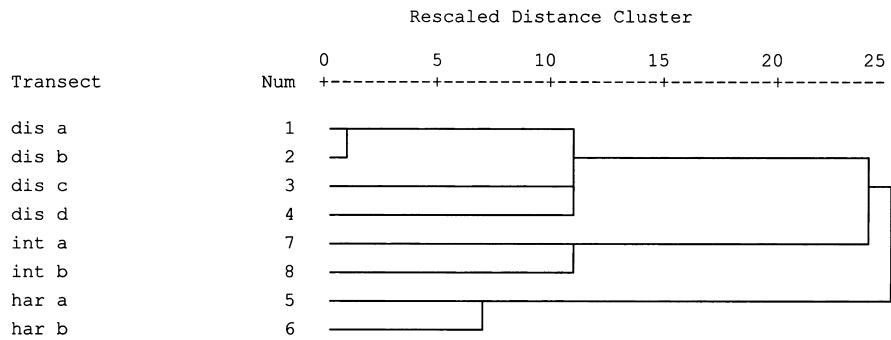 Rescaled Distance Cluster
0 5 10 15 20 25
Transect Num +---------+---------+---------+---------+---------+
dis a 1
dis b 2
dis c 3
dis d 4
int a 7
int b 8
har a 5
har b 6